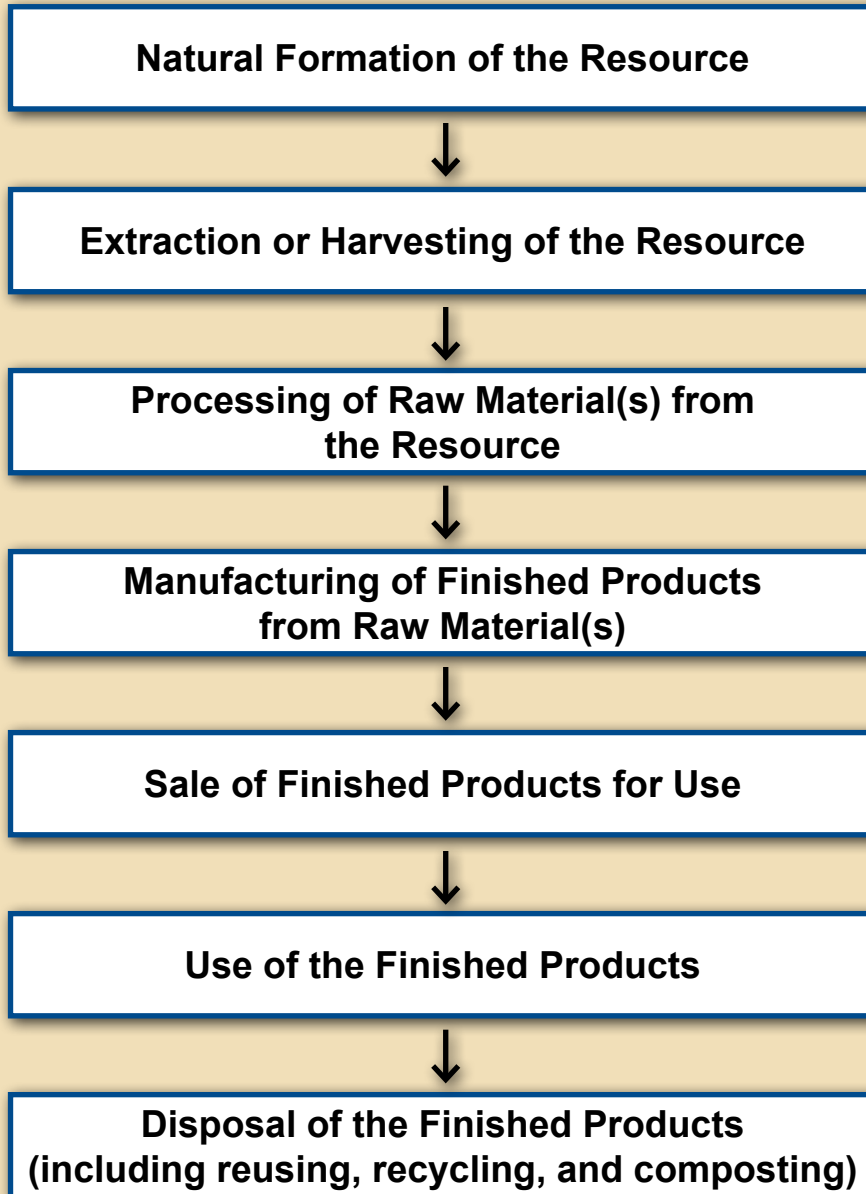 Natural Formation of the Resource
Extraction or Harvesting of the Resource
Processing of Raw Material(s) from
the Resource
Manufacturing of Finished Products
from Raw Material(s)
Sale of Finished Products for Use
Use of the Finished Products
Disposal of the Finished Products
(including reusing, recycling, and composting)